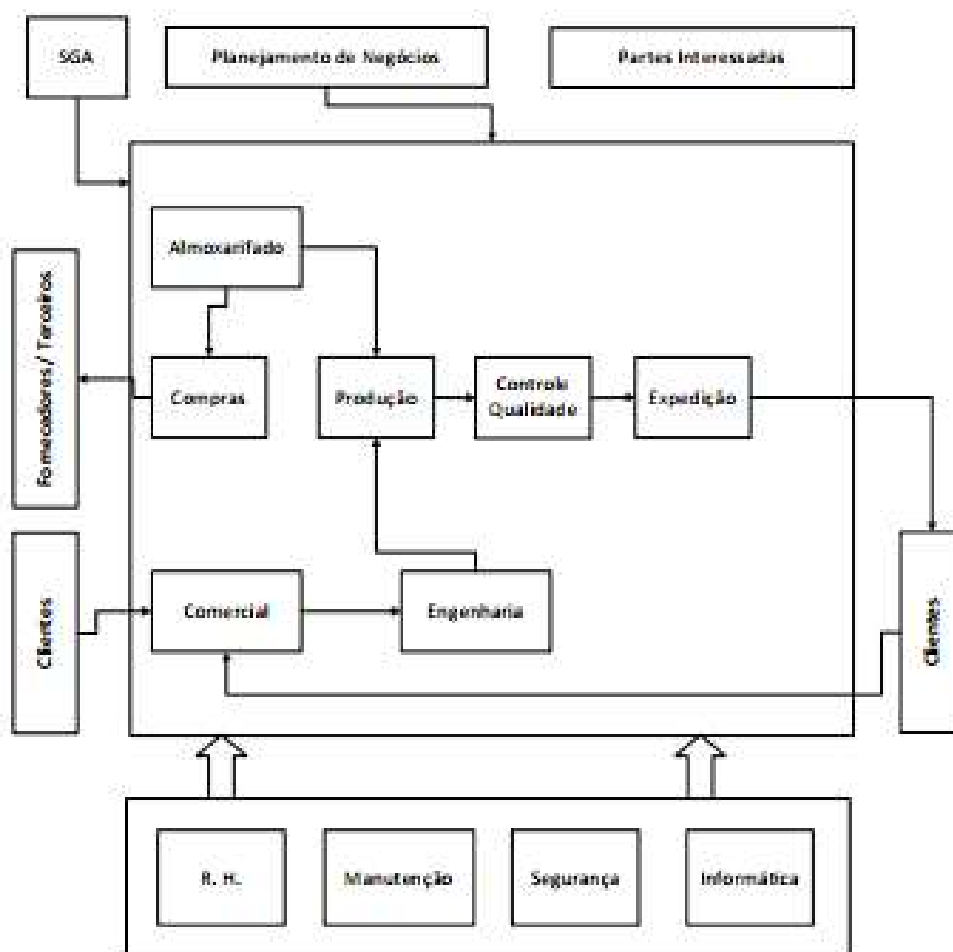 SGA
Planejamento de Negócios
Partes Interessadas
Almoxarifado
Fornecadores / Terceiros
Compras
Produção
Controle
Qualidade
Expedição
Clientes
Comercial
Engenharia
Clientes
R. H.
Manutenção
Segurança
Informática